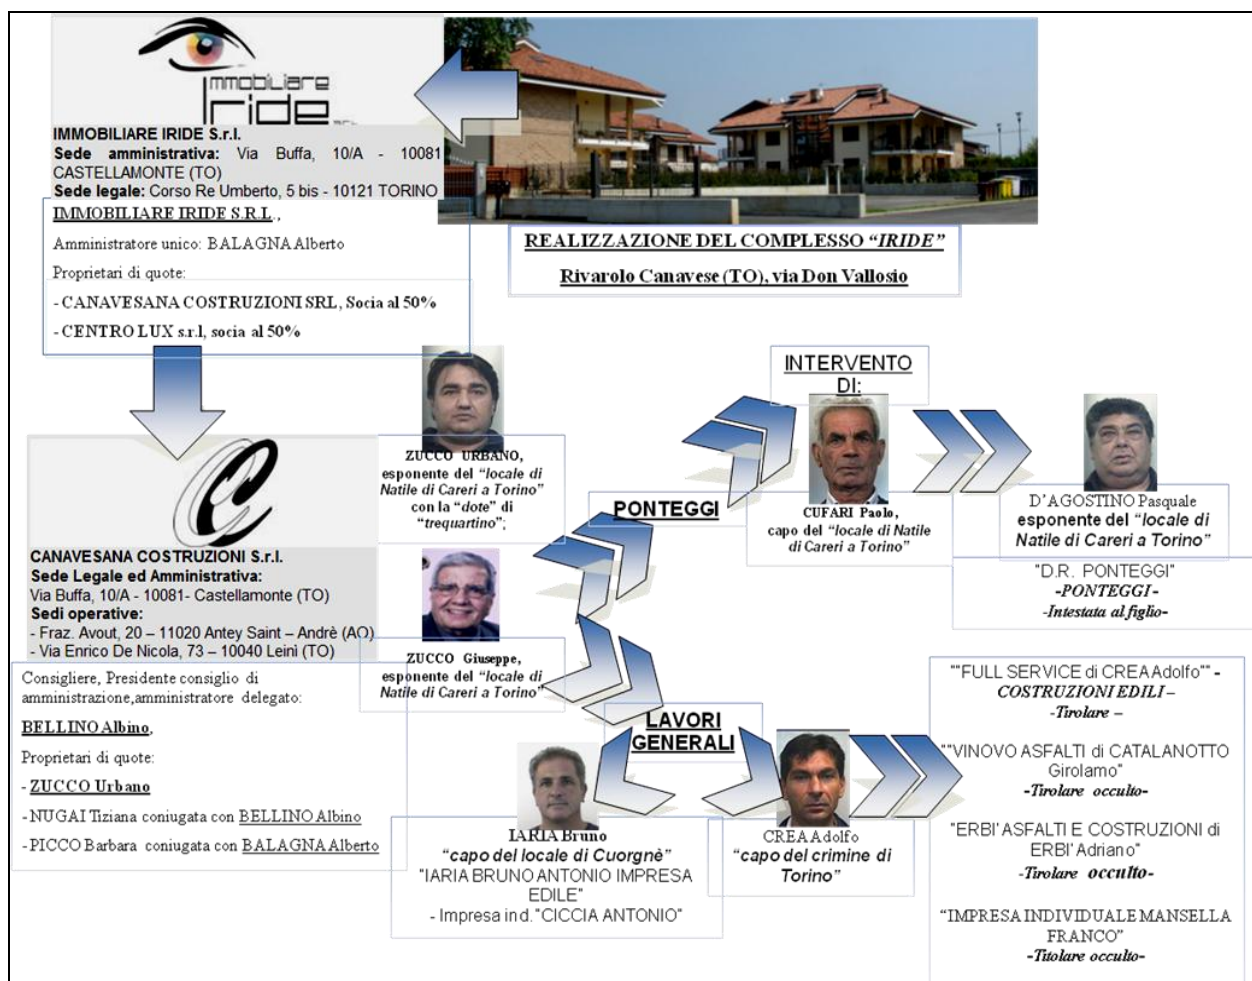 Immobiliare
Iride
s.r.l.
IMMOBILIARE IRIDE S.r.l.
Sede amministrativa: Via Buffa, 10/A - 10081
CASTELLAMONTE (TO)
Sede legale: Corso Re Umberto, 5 bis - 10121 TORINO
IMMOBILIARE IRIDE S.R.L.,
Amministratore unico: BALAGNA Alberto
Proprietari di quote:
- CANAVESANA COSTRUZIONI SRL, Socia al 50%
- CENTRO LUX s.r.l, socia al 50%
REALIZZAZIONE DEL COMPLESSO “IRIDE”
Rivarolo Canavese (TO), via Don Vallosio
CANAVESANA COSTRUZIONI S.r.l.
Sede Legale ed Amministrativa:
Via Buffa, 10/A - 10081- Castellamonte (TO)
Sedi operative:
- Fraz. Avout, 20 – 11020 Antey Saint – Andrè (AO)
- Via Enrico De Nicola, 73 – 10040 Leinì (TO)
Consigliere, Presidente consiglio di
amministrazione,amministratore delegato:
BELLINO Albino,
Proprietari di quote:
- ZUCCO Urbano
-NUGAI Tiziana coniugata con BELLINO Albino
-PICCO Barbara coniugata con BALAGNA Alberto
ZUCCO URBANO,
esponente del “locale di
Natile di Careri a Torino”
con la “dote” di
“trequartino”;
ZUCCO Giuseppe,
esponente del “locale di
Natile di Careri a Torino”
PONTEGGI
INTERVENTO
DI:
CUFARI Paolo,
capo del “locale di Natile
di Careri a Torino”
D’AGOSTINO Pasquale
esponente del “locale di
Natile di Careri a Torino”
"D.R. PONTEGGI"
-PONTEGGI-
-Intestata al figlio-
LAVORI
GENERALI
IARIA Bruno
“capo del locale di Cuorgnè”
"IARIA BRUNO ANTONIO IMPRESA
EDILE"
- Impresa ind. "CICCIA ANTONIO"
CREA Adolfo
“capo del crimine di
Torino”
""FULL SERVICE di CREA Adolfo"" -
COSTRUZIONI EDILI –
-Tirolare –
""VINOVO ASFALTI di CATALANOTTO
Girolamo"
-Tirolare occulto-
"ERBI' ASFALTI E COSTRUZIONI di
ERBI' Adriano"
-Tirolare occulto-
“IMPRESA INDIVIDUALE MANSELLA
FRANCO”
-Titolare occulto-